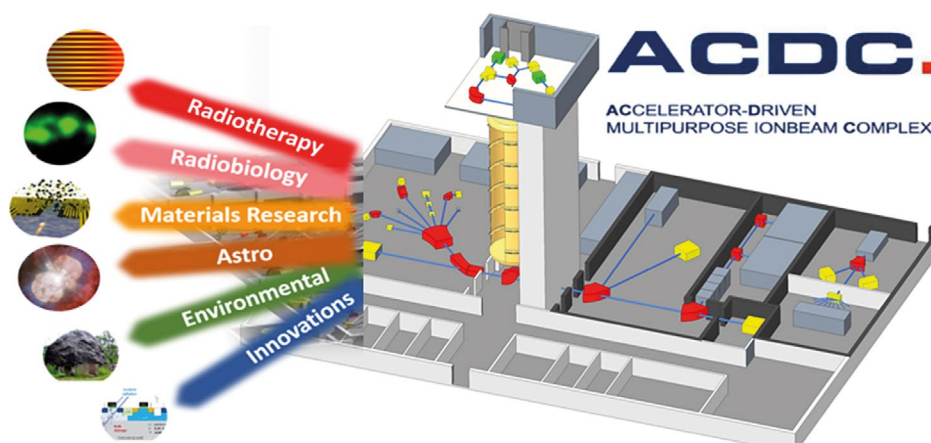 ACDC.
ACCELERATOR-DRIVEN
MULTIPURPOSE IONBEAM COMPLEX
Radiotherapy
Radiobiology
Materials Research
Astro
Environmental
Innovations